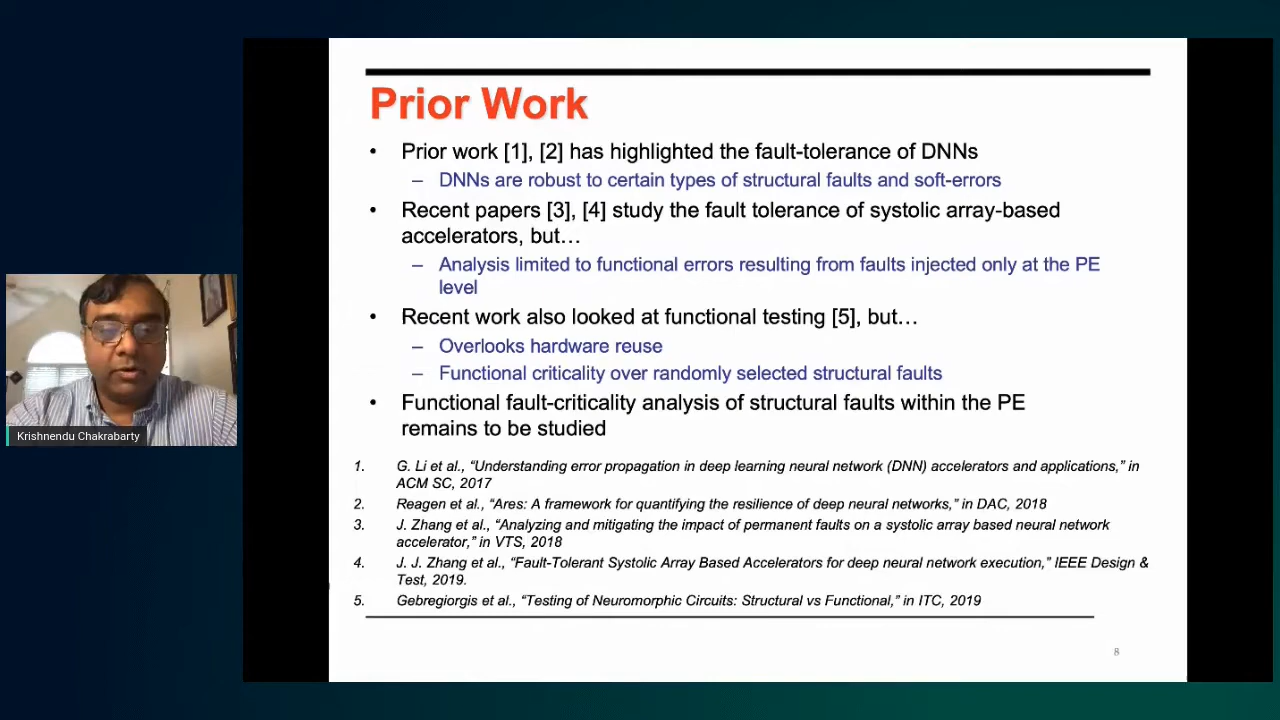 Prior Work
• Prior work [1], [2] has highlighted the fault-tolerance of DNNs
– DNNs are robust to certain types of structural faults and soft-errors
• Recent papers [3], [4] study the fault tolerance of systolic array-based
accelerators, but…
– Analysis limited to functional errors resulting from faults injected only at the PE
level
• Recent work also looked at functional testing [5], but…
– Overlooks hardware reuse
– Functional criticality over randomly selected structural faults
• Functional fault-criticality analysis of structural faults within the PE
remains to be studied
1. G. Li et al., “Understanding error propagation in deep learning neural network (DNN) accelerators and applications,” in
ACM SC, 2017
2. Reagen et al., “Ares: A framework for quantifying the resilience of deep neural networks,” in DAC, 2018
3. J. Zhang et al., “Analyzing and mitigating the impact of permanent faults on a systolic array based neural network
accelerator,” in VTS, 2018
4. J. J. Zhang et al., “Fault-Tolerant Systolic Array Based Accelerators for deep neural network execution,” IEEE Design &
Test, 2019.
5. Gebregiorgis et al., “Testing of Neuromorphic Circuits: Structural vs Functional,” in ITC, 2019
8
Krishnendu Chakrabarty